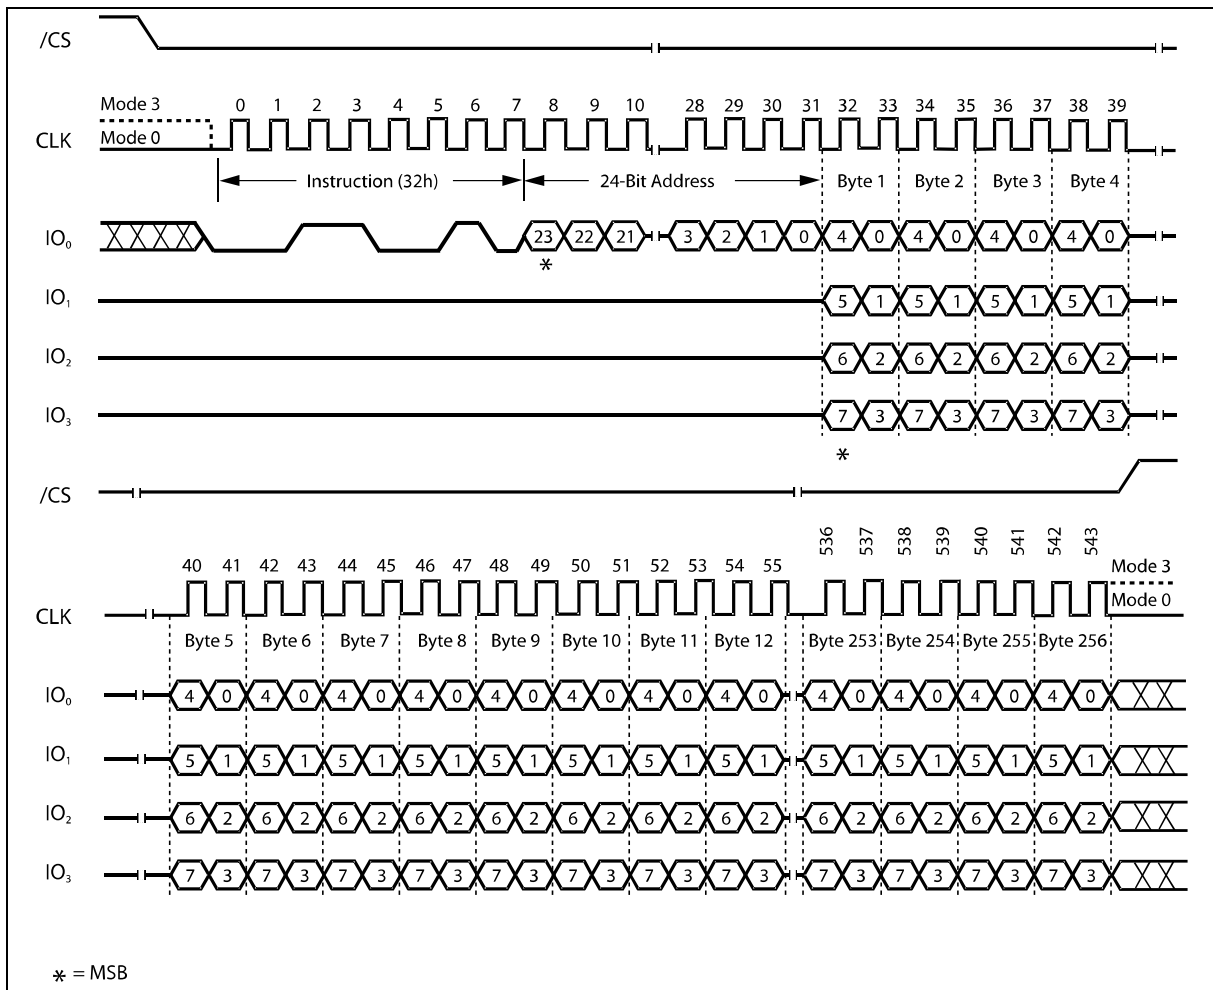 /CS
Mode 3
0 1 2 3 4 5 6 7 8 9 10 28 29 30 31 32 33 34 35 36 37 38 39
CLK
Mode 0
Instruction (32h) 24-Bit Address Byte 1 Byte 2 Byte 3 Byte 4
IO0 23 22 21 3 2 1 0 4 0 4 0 4 0 4 0
*
IO1 5 1 5 1 5 1 5 1
IO2 6 2 6 2 6 2 6 2
IO3 7 3 7 3 7 3 7 3
*
/CS
536 537 538 539 540 541 542 543
40 41 42 43 44 45 46 47 48 49 50 51 52 53 54 55 Mode 3
CLK Mode 0
Byte 5 Byte 6 Byte 7 Byte 8 Byte 9 Byte 10 Byte 11 Byte 12 Byte 253 Byte 254 Byte 255 Byte 256
IO0 4 0 4 0 4 0 4 0 4 0 4 0 4 0 4 0 4 0 4 0 4 0 4 0
IO1 5 1 5 1 5 1 5 1 5 1 5 1 5 1 5 1 5 1 5 1 5 1 5 1
IO2 6 2 6 2 6 2 6 2 6 2 6 2 6 2 6 2 6 2 6 2 6 2 6 2
IO3 7 3 7 3 7 3 7 3 7 3 7 3 7 3 7 3 7 3 7 3 7 3 7 3
* = MSB